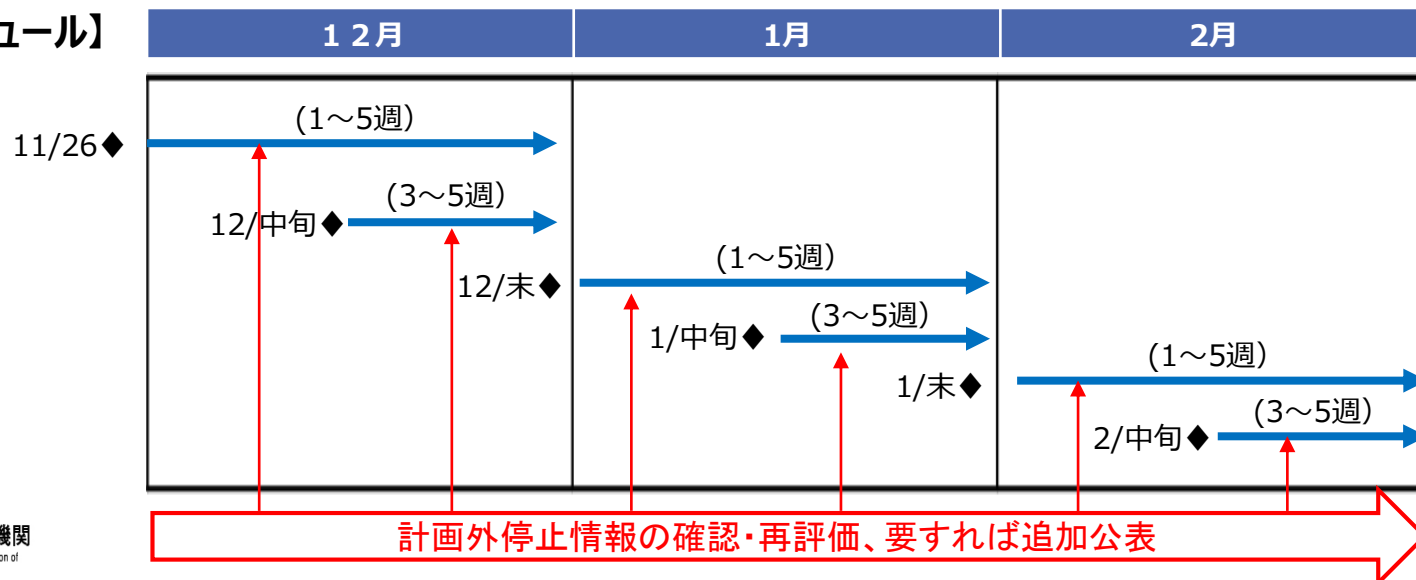 ュール】
１２月
1月
2月
(1～5週）
11/26◆
(3～5週）
12/中旬◆
(1～5週）
12/末◆
(3～5週）
1/中旬◆
(1～5週）
1/末◆
(3～5週）
2/中旬◆
計画外停止情報の確認・再評価、要すれば追加公表
機関
on of